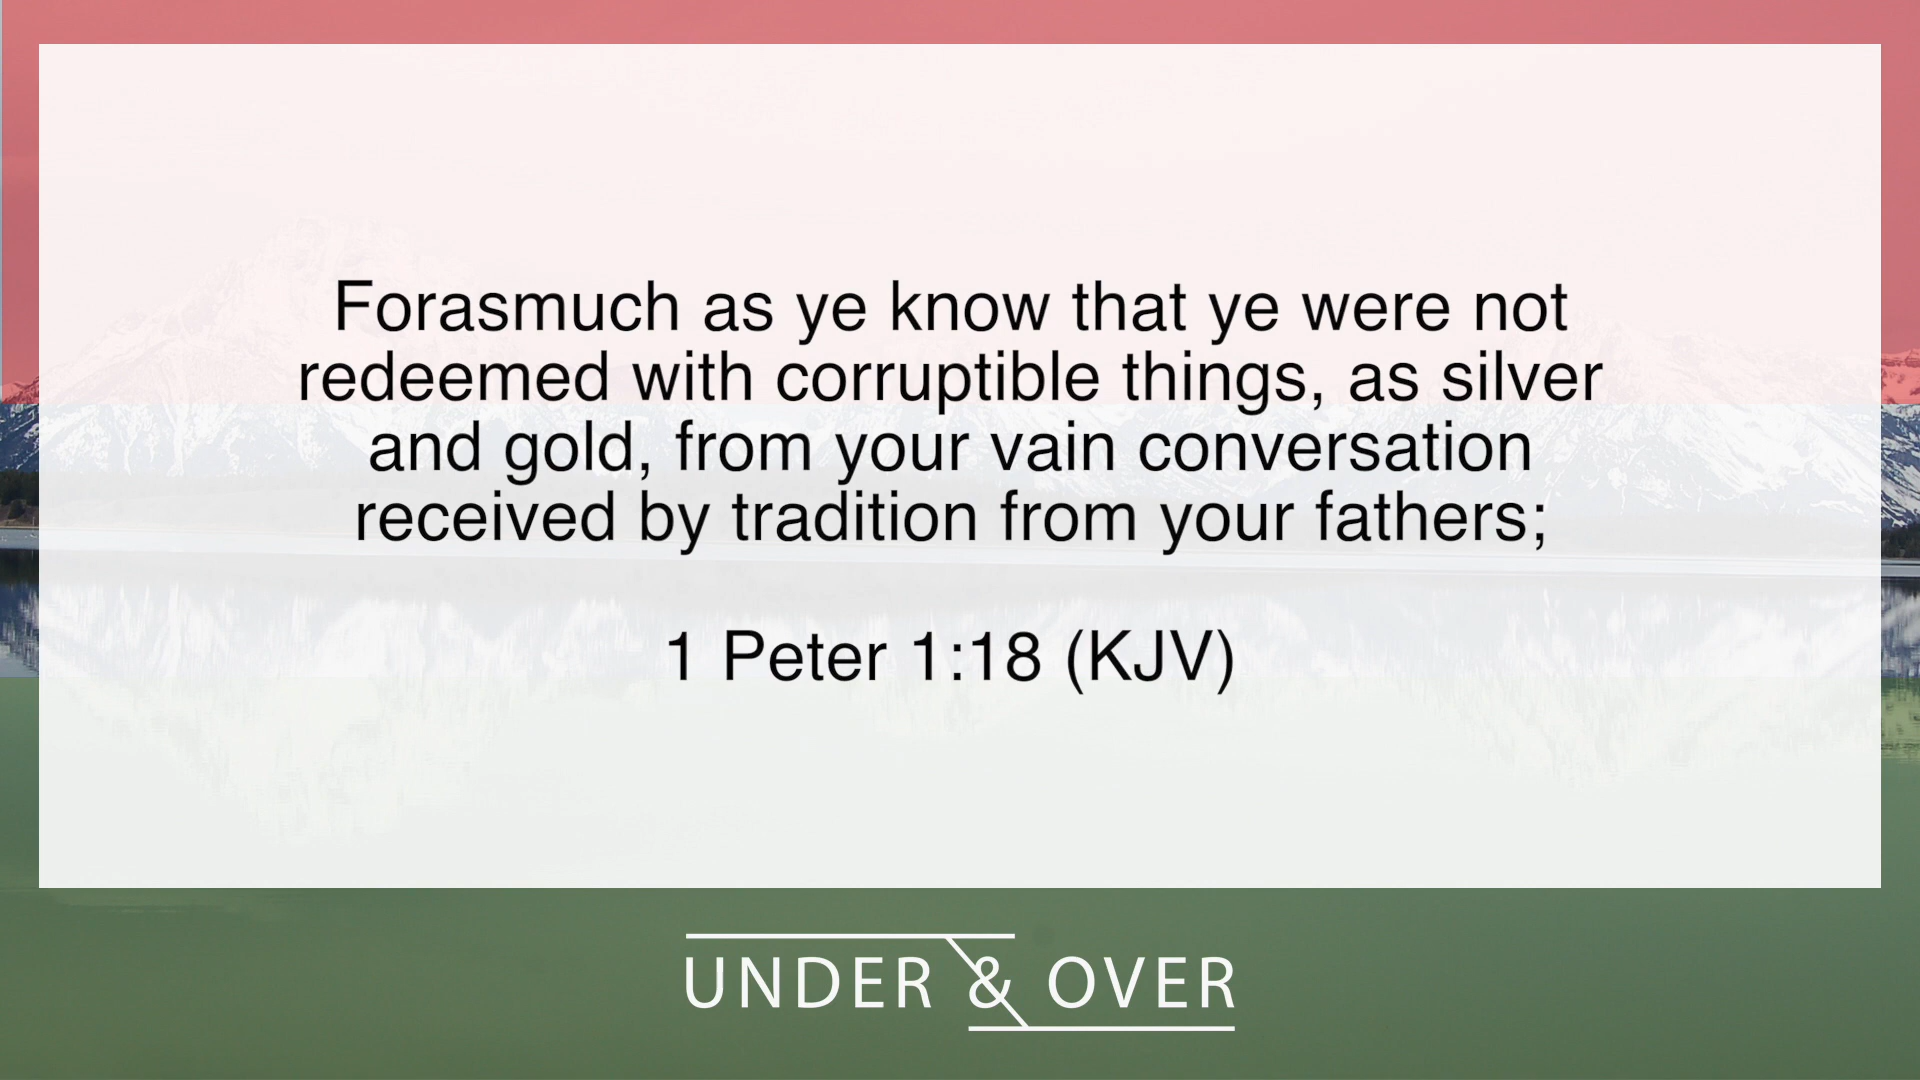 Forasmuch as ye know that ye were not
redeemed with corruptible things, as silver
and gold, from your vain conversation
received by tradition from your fathers;
1 Peter 1:18 (KJV)
UNDER & OVER